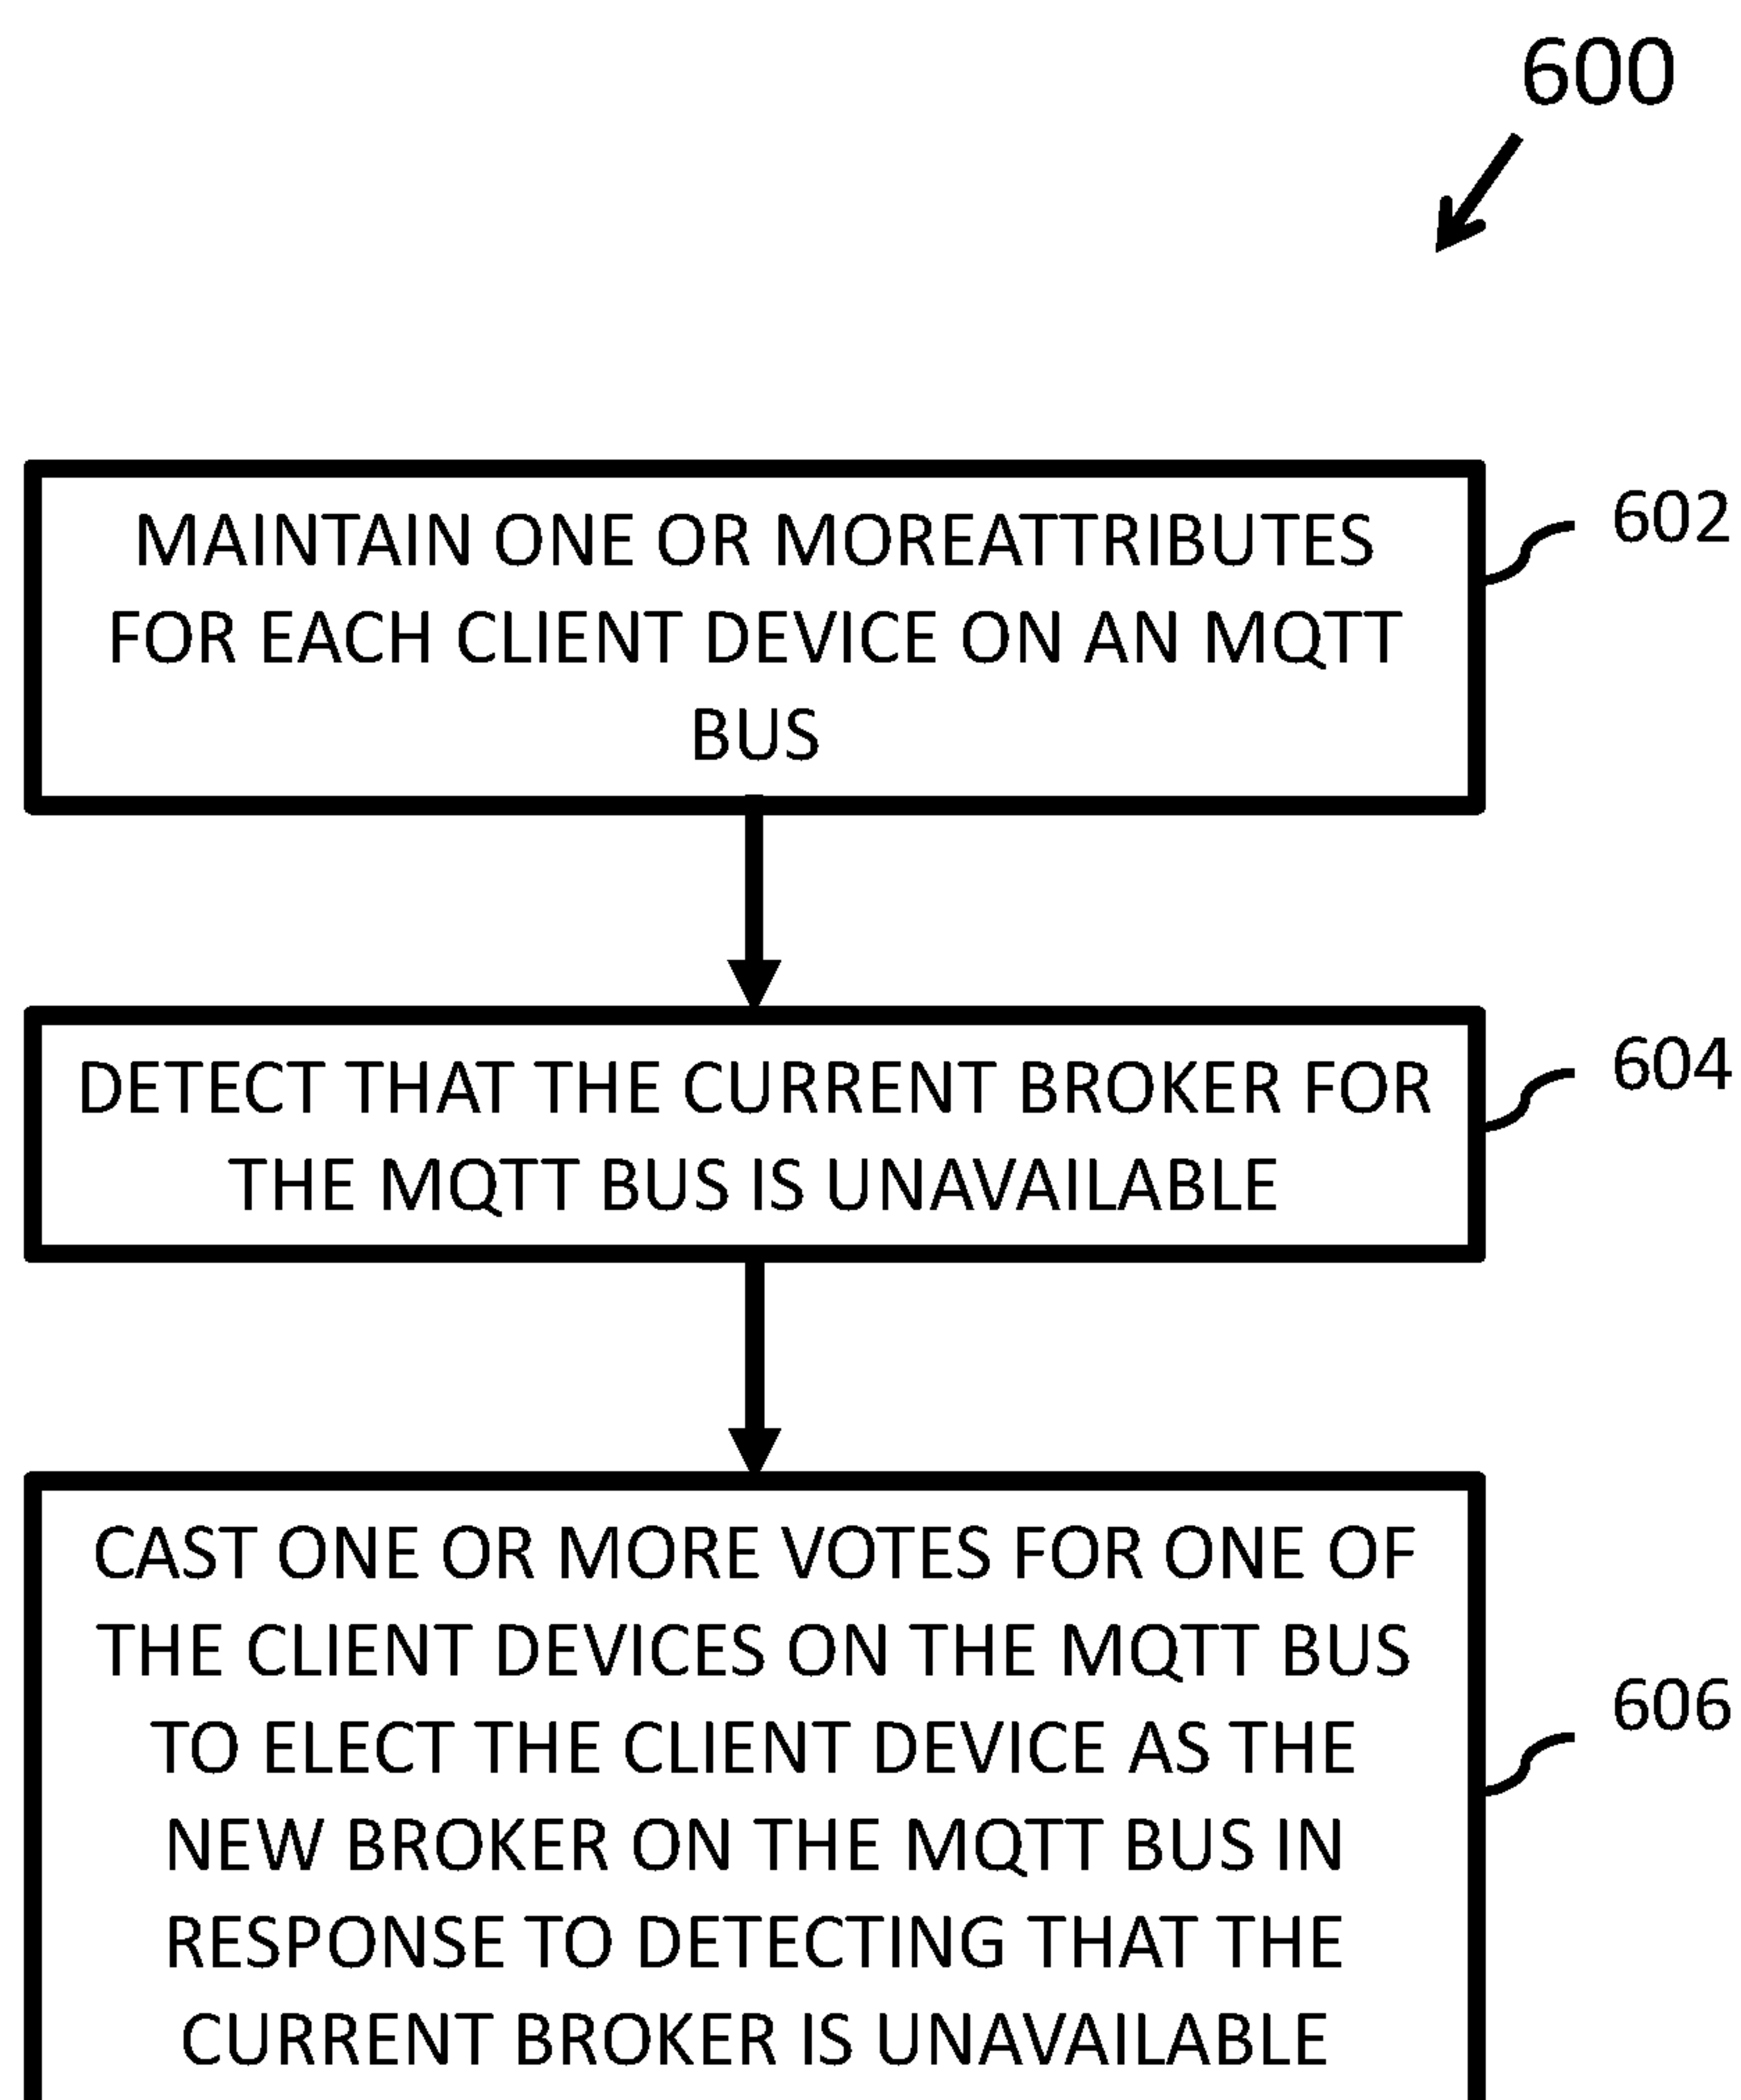 600
MAINTAIN ONE OR MOREATTRIBUTES
FOR EACH CLIENT DEVICE ON AN MQTT
BUS
602
DETECT THAT THE CURRENT BROKER FOR
THE MQTT BUS IS UNAVAILABLE
604
CAST ONE OR MORE VOTES FOR ONE OF
THE CLIENT DEVICES ON THE MQTT BUS
TO ELECT THE CLIENT DEVICE AS THE
NEW BROKER ON THE MQTT BUS IN
RESPONSE TO DETECTING THAT THE
CURRENT BROKER IS UNAVAILABLE
606